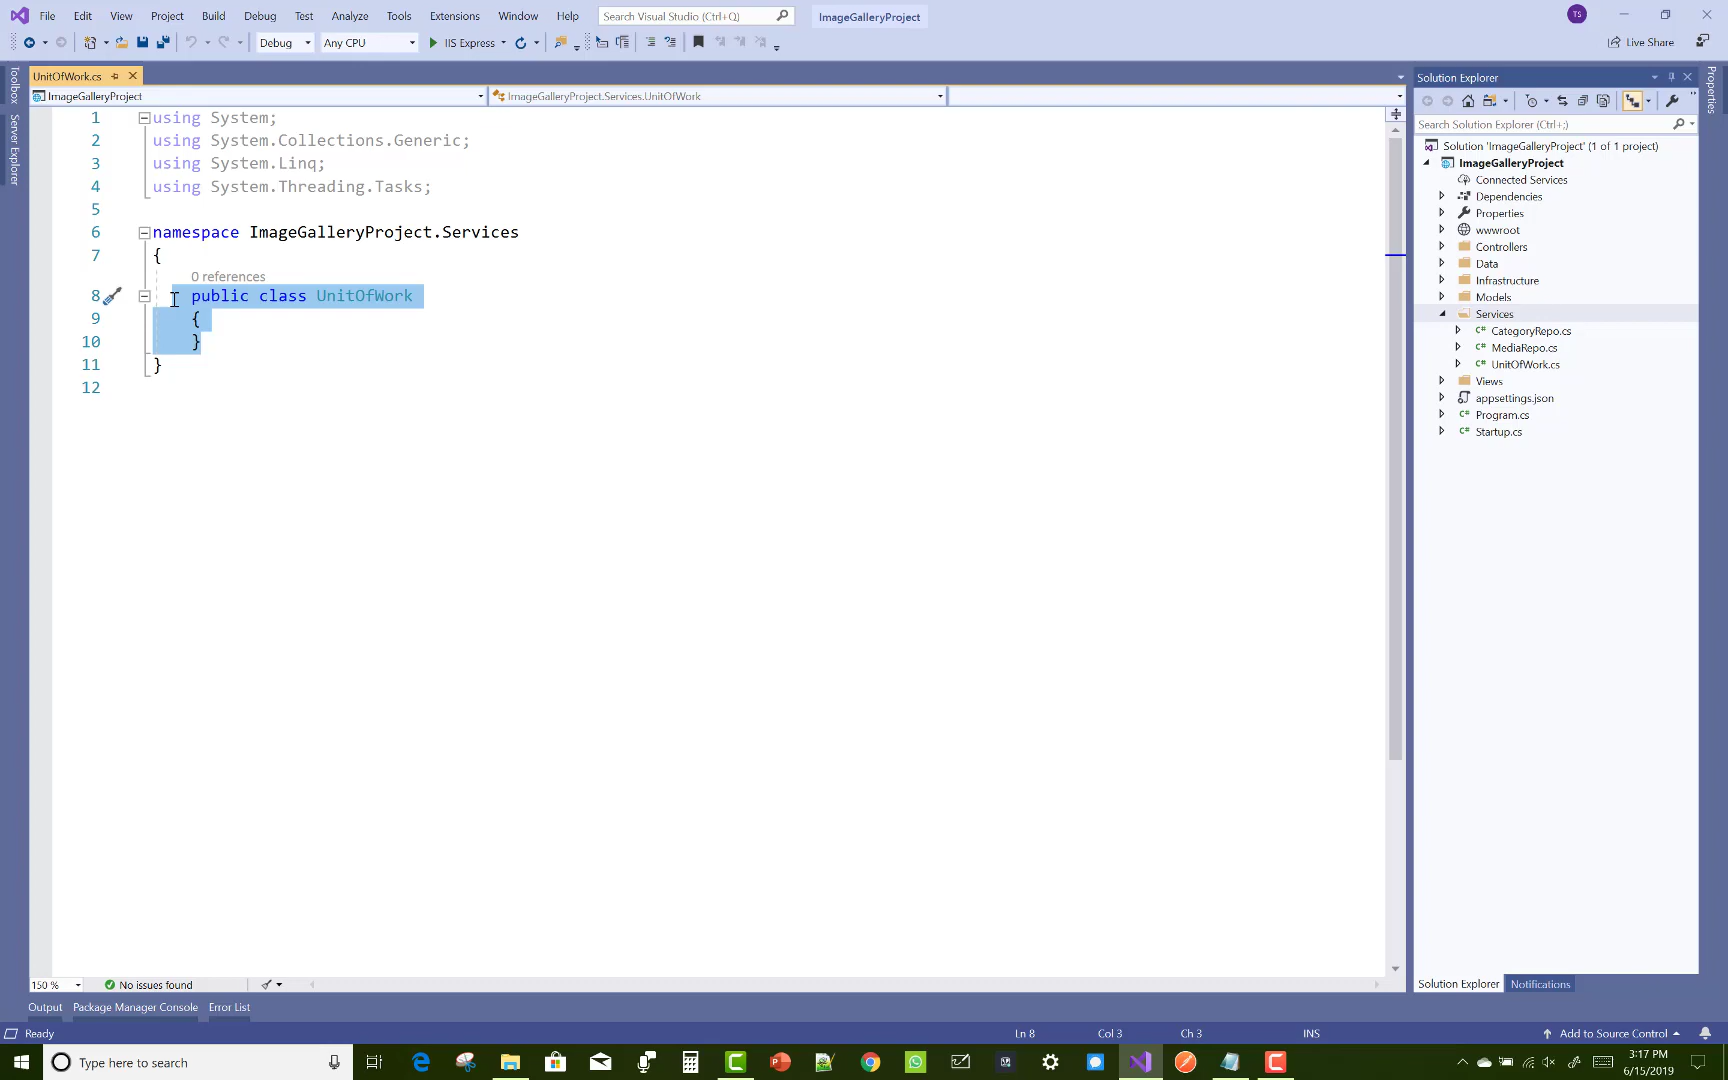 File Edit View Project Build Debug Test Analyze Tools Extensions Window Help Search Visual Studio (Ctrl+Q) ImageGalleryProject TS
Debug Any CPU IIS Express Live Share
Toolbox
Server Explorer
UnitOfWork.cs
ImageGalleryProject ImageGalleryProject.Services.UnitOfWork
1 using System;
2 using System.Collections.Generic;
3 using System.Linq;
4 using System.Threading.Tasks;
5
6 namespace ImageGalleryProject.Services
7 {
0 references
8 public class UnitOfWork
9 {
10 }
11 }
12
150 % No issues found
Solution Explorer
Search Solution Explorer (Ctrl+;)
Solution 'ImageGalleryProject' (1 of 1 project)
ImageGalleryProject
Connected Services
Dependencies
Properties
wwwroot
Controllers
Data
Infrastructure
Models
Services
C# CategoryRepo.cs
C# MediaRepo.cs
C# UnitOfWork.cs
Views
appsettings.json
C# Program.cs
C# Startup.cs
Solution Explorer Notifications
Properties
Output Package Manager Console Error List
Ready Ln 8 Col 3 Ch 3 INS Add to Source Control
Type here to search
3:17 PM
6/15/2019